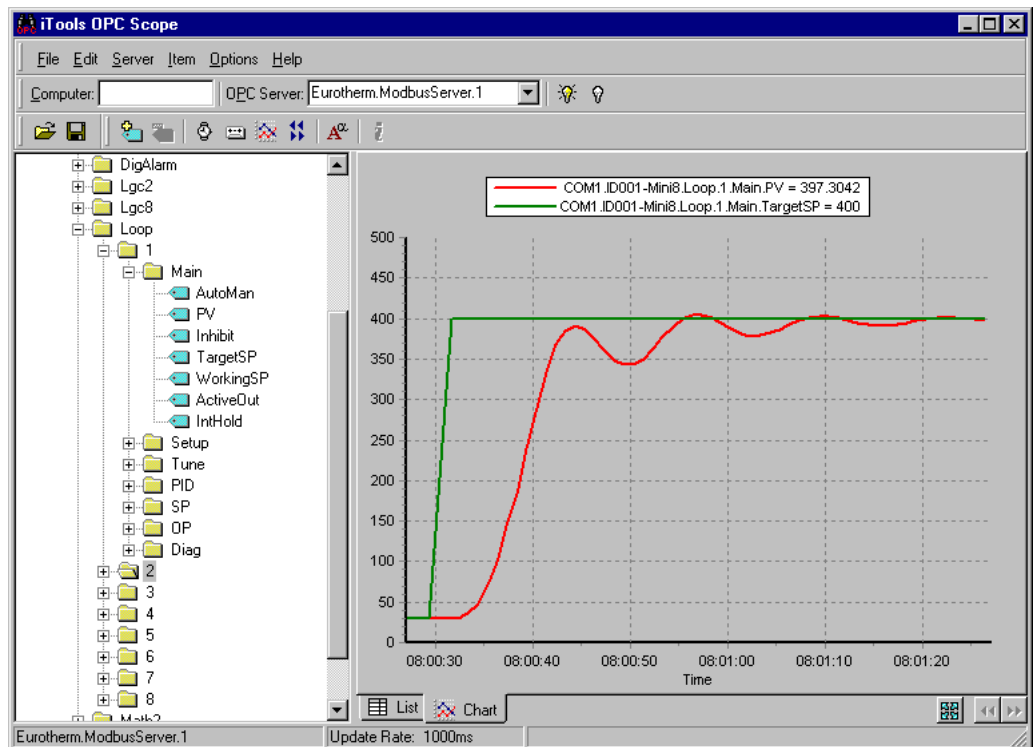 iTools OPC Scope
File Edit Server Item Options Help
Computer: OPC Server: Eurotherm.ModbusServer.1
DigAlarm
Lgc2
Lgc8
Loop
1
Main
AutoMan
PV
Inhibit
TargetSP
WorkingSP
ActiveOut
IntHold
Setup
Tune
PID
SP
OP
Diag
2
3
4
5
6
7
8
Math2
COM1.ID001-Mini8.Loop.1.Main.PV = 397.3042
COM1.ID001-Mini8.Loop.1.Main.TargetSP = 400
500
450
400
350
300
250
200
150
100
50
0
08:00:30 08:00:40 08:00:50 08:01:00 08:01:10 08:01:20
Time
List Chart
Eurotherm.ModbusServer.1 Update Rate: 1000ms